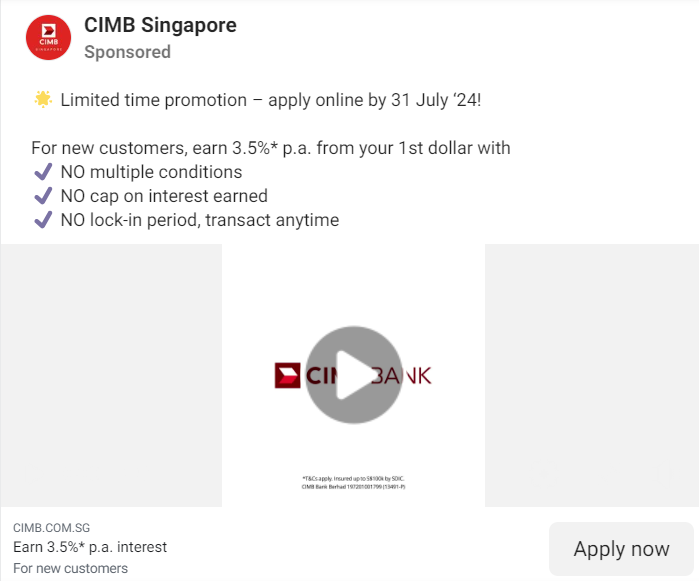 CIMB Singapore
Sponsored
🌟 Limited time promotion – apply online by 31 July ‘24!
For new customers, earn 3.5%* p.a. from your 1st dollar with
✔ NO multiple conditions
✔ NO cap on interest earned
✔ NO lock-in period, transact anytime
CIMB BANK
*T&Cs apply. Insured up to S$100k by SDIC.
CIMB Bank Berhad 197201001799 (13491-P)
CIMB.COM.SG
Earn 3.5%* p.a. interest
For new customers
Apply now
CIMB
SINGAPORE